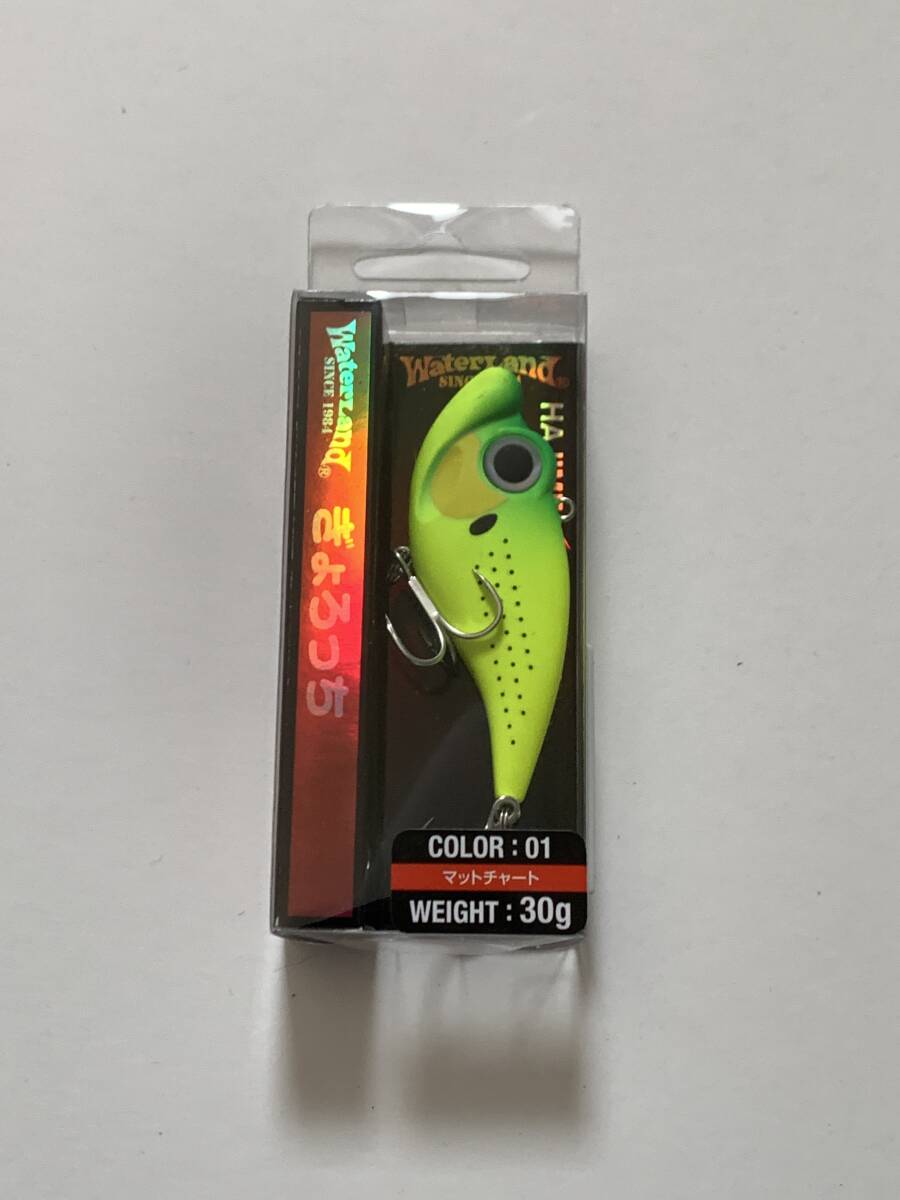 WaterLand®
SINCE 1984
ぎょろっち
WaterLand®
COLOR : 01
マットチャート
WEIGHT : 30g